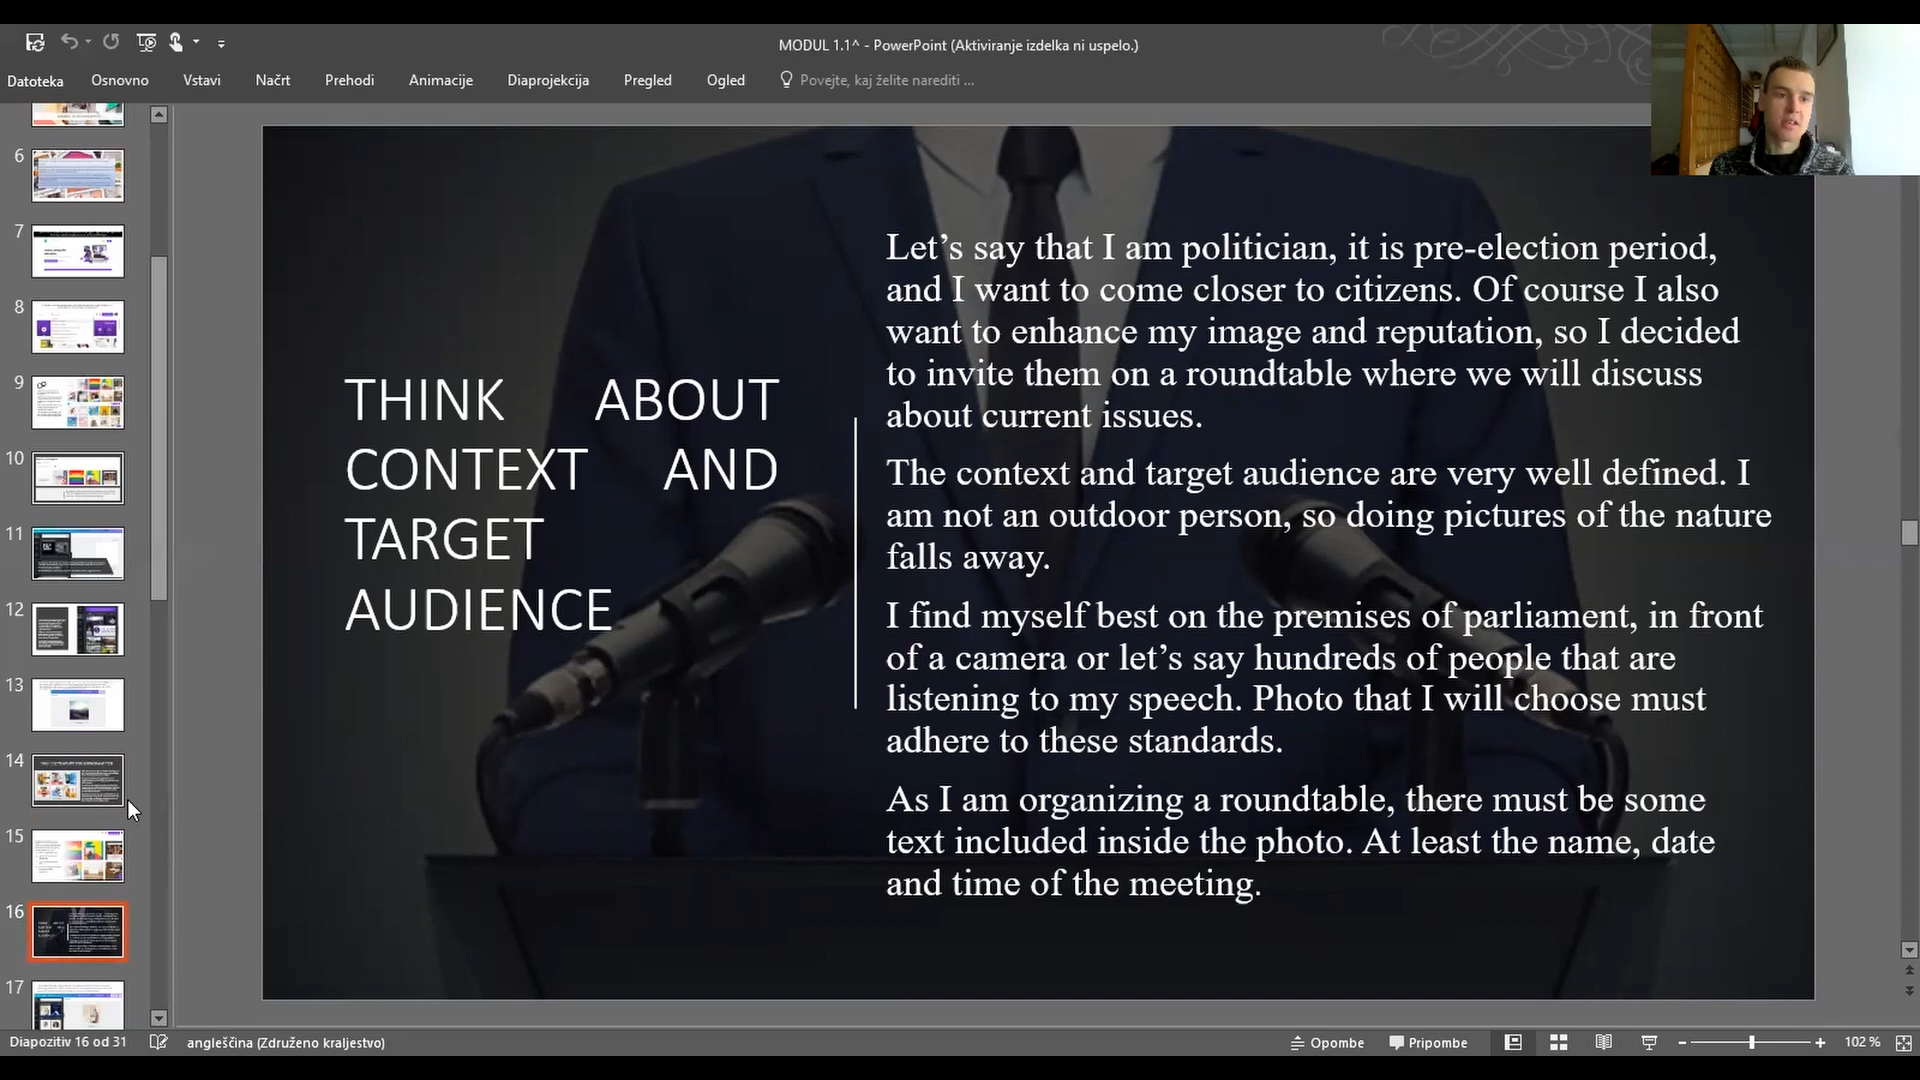 MODUL 1.1^ - PowerPoint (Aktiviranje izdelka ni uspelo.)
Datoteka Osnovno Vstavi Načrt Prehodi Animacije Diaprojekcija Pregled Ogled Povejte, kaj želite narediti ...
6
7
8
9
10
11
12
13
14
15
16
17
THINK ABOUT
CONTEXT AND
TARGET
AUDIENCE
Let’s say that I am politician, it is pre-election period,
and I want to come closer to citizens. Of course I also
want to enhance my image and reputation, so I decided
to invite them on a roundtable where we will discuss
about current issues.
The context and target audience are very well defined. I
am not an outdoor person, so doing pictures of the nature
falls away.
I find myself best on the premises of parliament, in front
of a camera or let’s say hundreds of people that are
listening to my speech. Photo that I will choose must
adhere to these standards.
As I am organizing a roundtable, there must be some
text included inside the photo. At least the name, date
and time of the meeting.
Diapozitiv 16 od 31 angleščina (Združeno kraljestvo) Opombe Pripombe 102 %